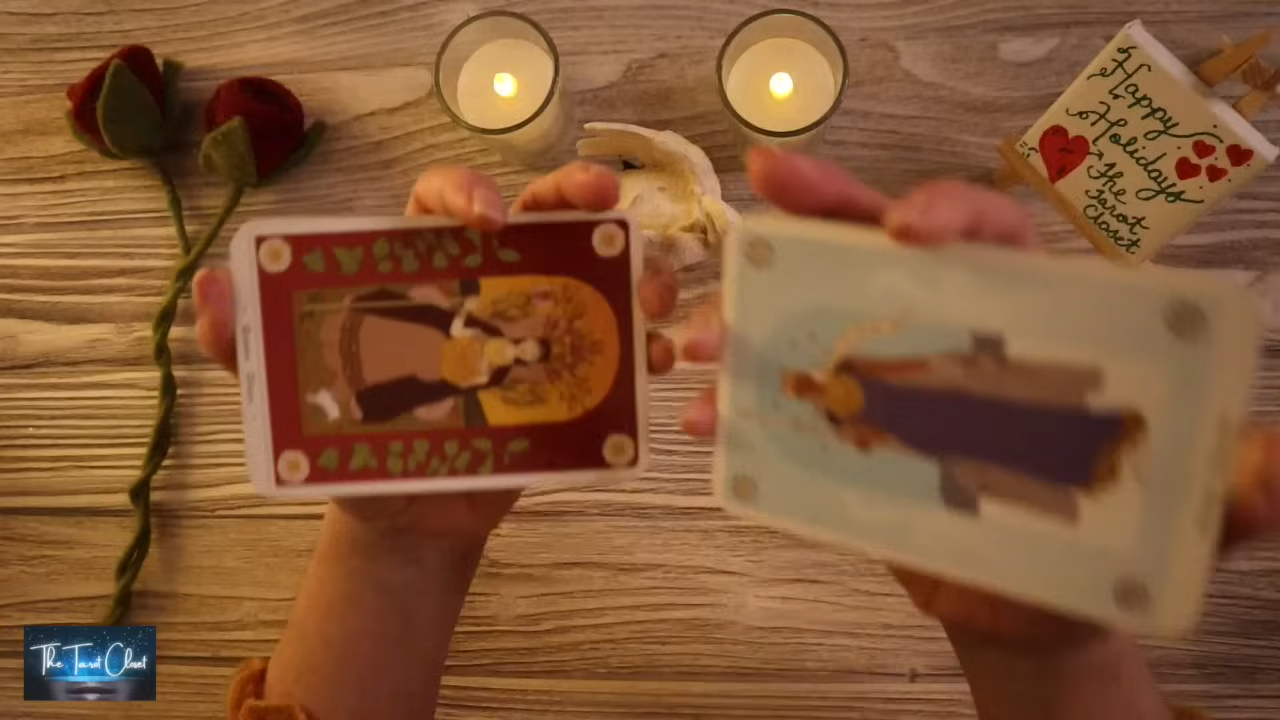 Happy
Holidays
The
Tarot
Closet
The Tarot Closet